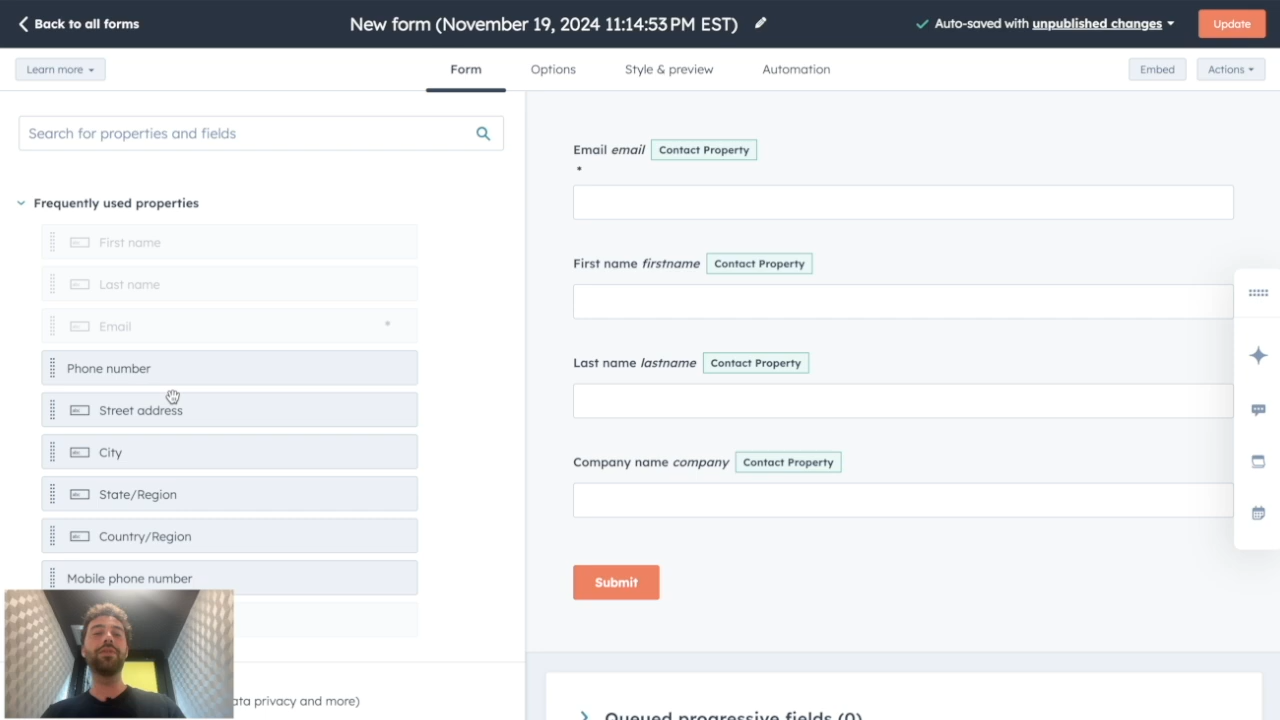 Back to all forms
New form (November 19, 2024 11:14:53 PM EST)
Auto-saved with unpublished changes
Update
Learn more
Form
Options
Style & preview
Automation
Embed
Actions
Search for properties and fields
Frequently used properties
First name
Last name
Email *
Phone number
Street address
City
State/Region
Country/Region
Mobile phone number
ata privacy and more)
Email email Contact Property
*
First name firstname Contact Property
Last name lastname Contact Property
Company name company Contact Property
Submit
Queued progressive fields (0)